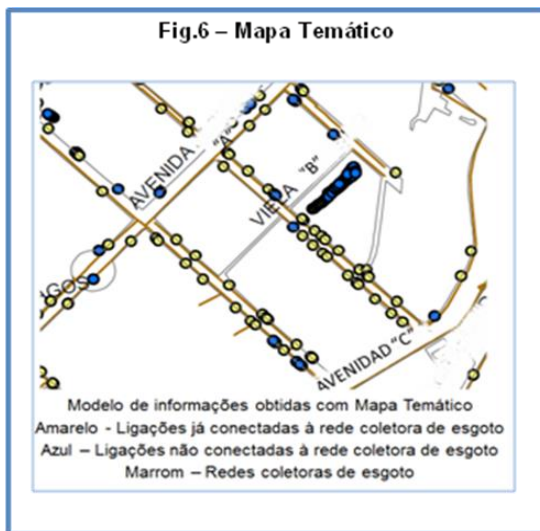 Fig.6 – Mapa Temático
AVENIDA "A"
VIELA "B"
AGOS
AVENIDAD "C"
Modelo de informações obtidas com Mapa Temático
Amarelo - Ligações já conectadas à rede coletora de esgoto
Azul – Ligações não conectadas à rede coletora de esgoto
Marrom – Redes coletoras de esgoto